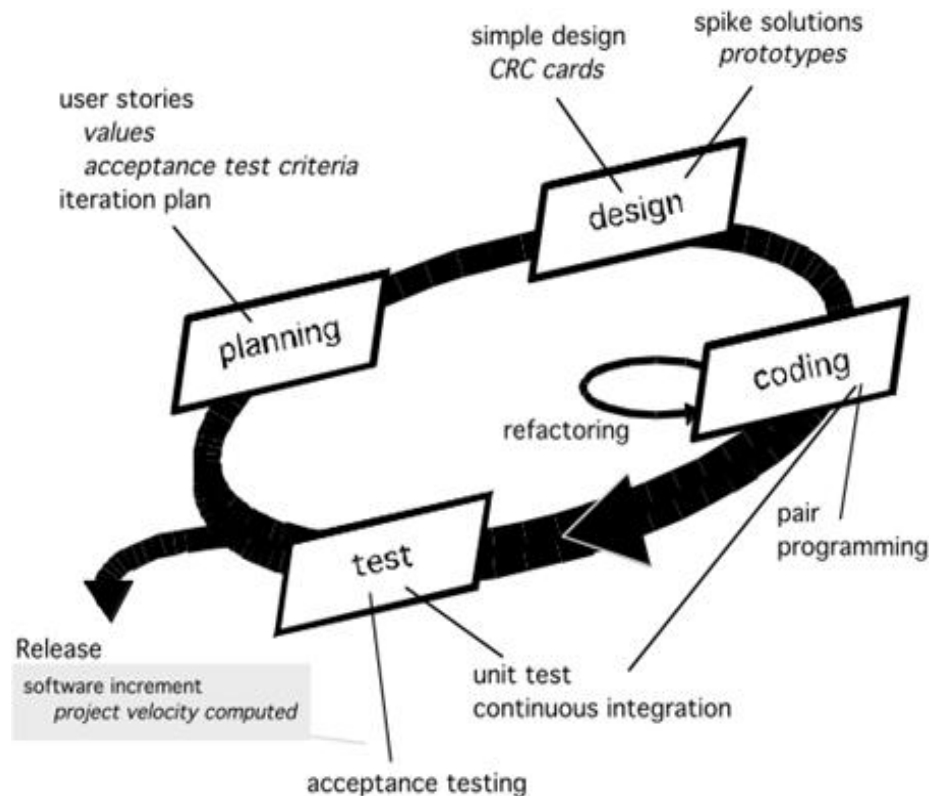 spike solutions
prototypes
simple design
CRC cards
user stories
values
acceptance test criteria
iteration plan
design
planning
coding
refactoring
test
pair
programming
Release
software increment
project velocity computed
unit test
continuous integration
acceptance testing